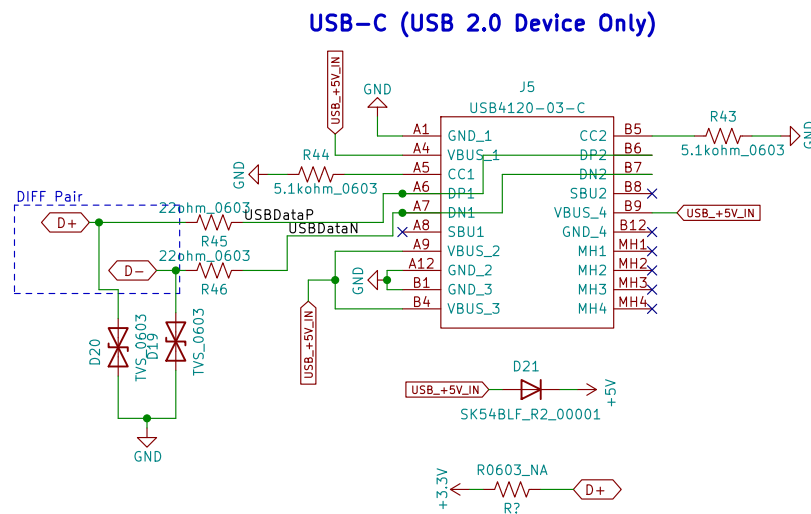 USB-C (USB 2.0 Device Only)
USB_+5V_IN
GND
J5
USB4120-03-C
A1 GND_1 CC2 B5
R43
5.1kohm_0603
GND
A4 VBUS_1 DP2 B6
GND
R44
5.1kohm_0603
A5 CC1 DN2 B7
A6 DP1 SBU2 B8
A7 DN1 VBUS_4 B9
USB_+5V_IN
A8 SBU1 GND_4 B12
A9 VBUS_2 MH1 MH1
A12 GND_2 MH2 MH2
B1 GND_3 MH3 MH3
B4 VBUS_3 MH4 MH4
GND
USB_+5V_IN
DIFF Pair
22ohm_0603
USBDataP
D+
R45
USBDataN
22ohm_0603
D-
R46
D20
TVS_0603
D19
TVS_0603
GND
D21
USB_+5V_IN
+5V
SK54BLF_R2_00001
R0603_NA
+3.3V
D+
R?